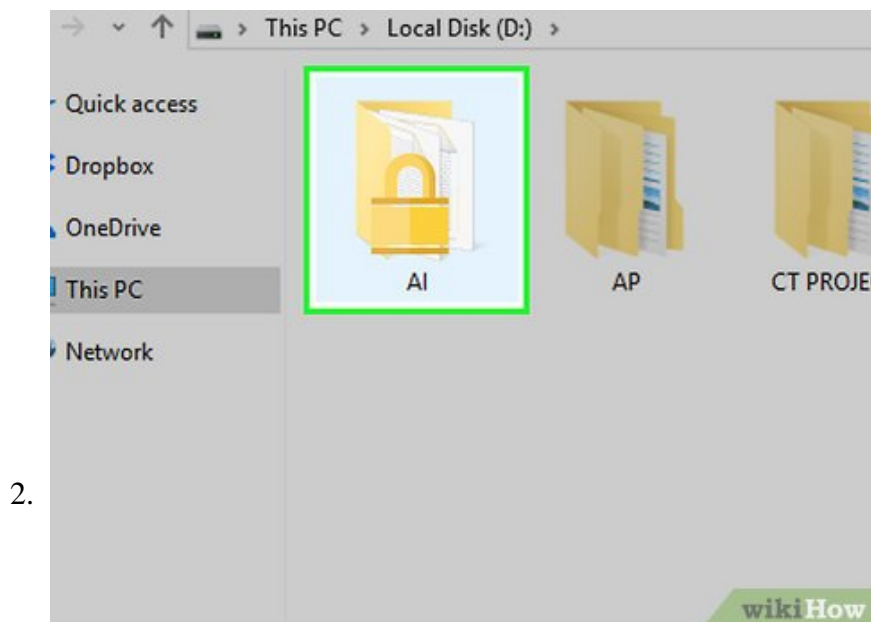 This PC > Local Disk (D:) >
Quick access
Dropbox
OneDrive
This PC
Network
AI
AP
CT PROJE
2.
wikiHow